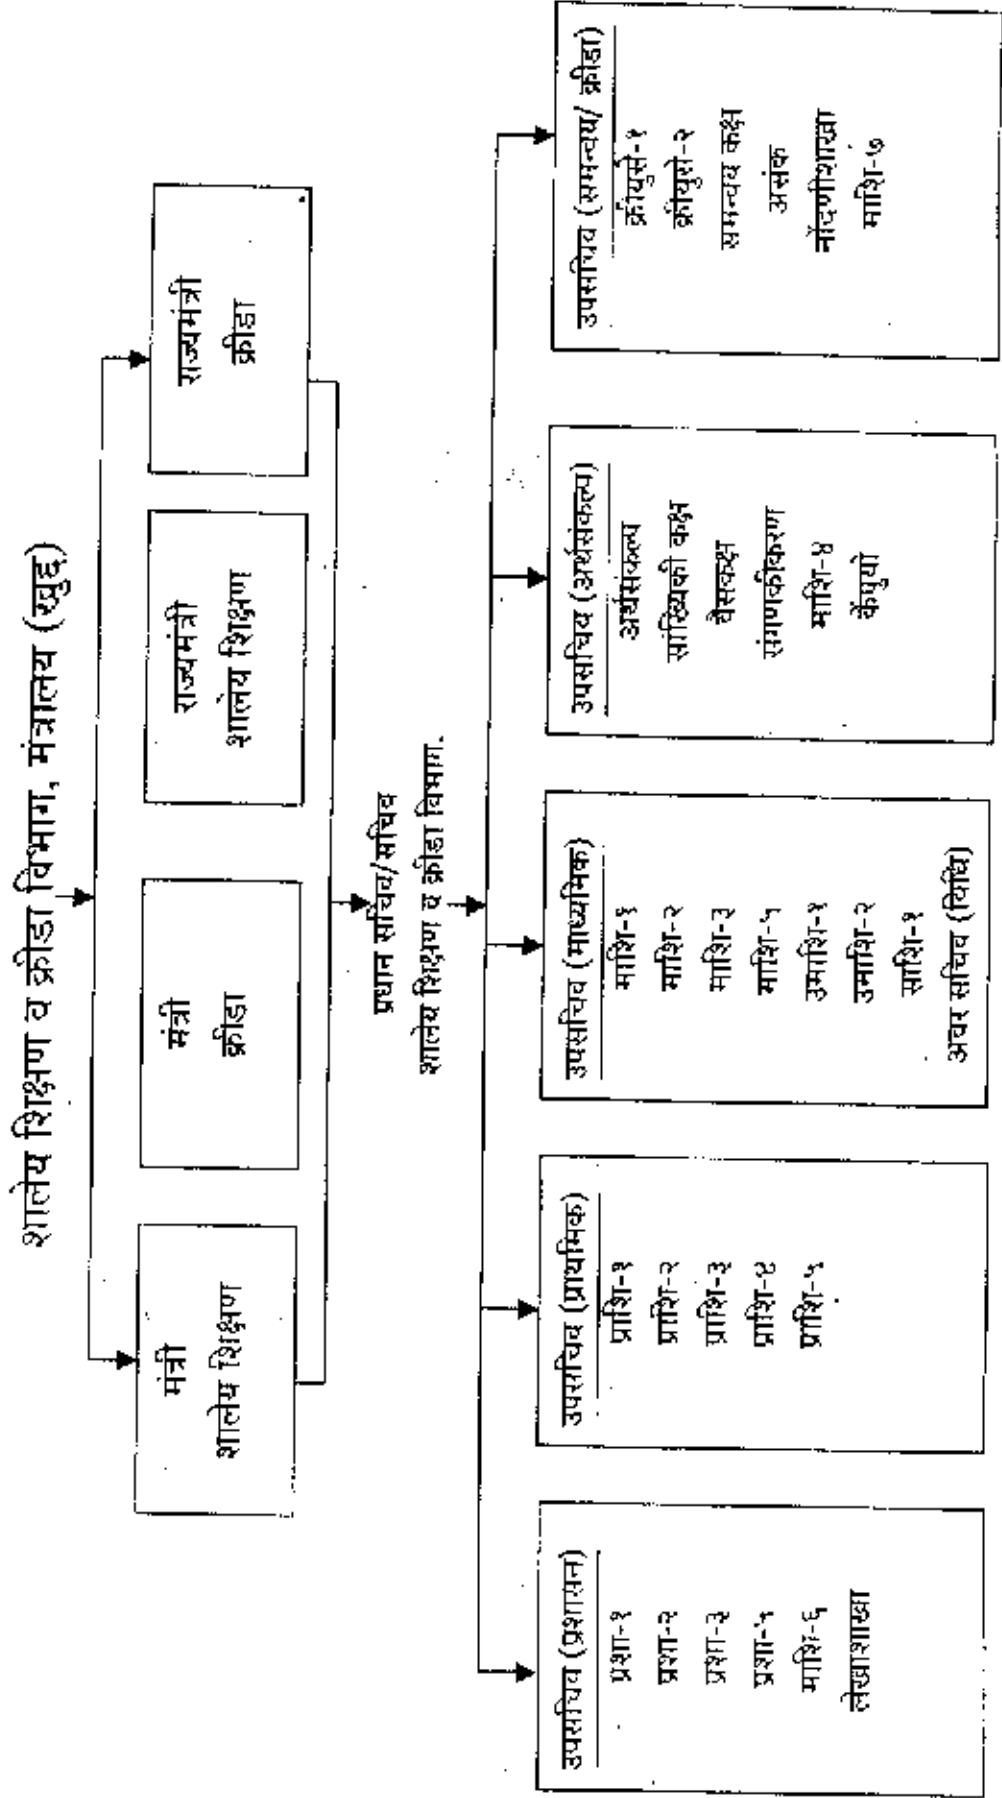 शालेय शिक्षण व क्रीडा विभाग, मंत्रालय (खुद्द)
मंत्री
शालेय शिक्षण
मंत्री
क्रीडा
राज्यमंत्री
शालेय शिक्षण
राज्यमंत्री
क्रीडा
प्रधान सचिव/सचिव
शालेय शिक्षण व क्रीडा विभाग.
उपसचिव (प्रशासन)
प्रशा-१
प्रशा-२
प्रशा-३
प्रशा-५
माशि-६
लेखाशाखा
उपसचिव (प्राथमिक)
प्राशि-१
प्राशि-२
प्राशि-३
प्राशि-४
प्राशि-५
उपसचिव (माध्यमिक)
माशि-१
माशि-२
माशि-३
माशि-५
उमाशि-१
उमाशि-२
साशि-१
अवर सचिव (विधि)
उपसचिव (अर्थसंकल्प)
अर्थसंकल्प
सांख्यिकी कक्ष
वैसकक्ष
संगणकीकरण
माशि-४
केंपुयो
उपसचिव (समन्वय/ क्रीडा)
क्रीयुसे-१
क्रीयुसे-२
समन्वय कक्ष
असंक
नोंदणीशाखा
माशि-७